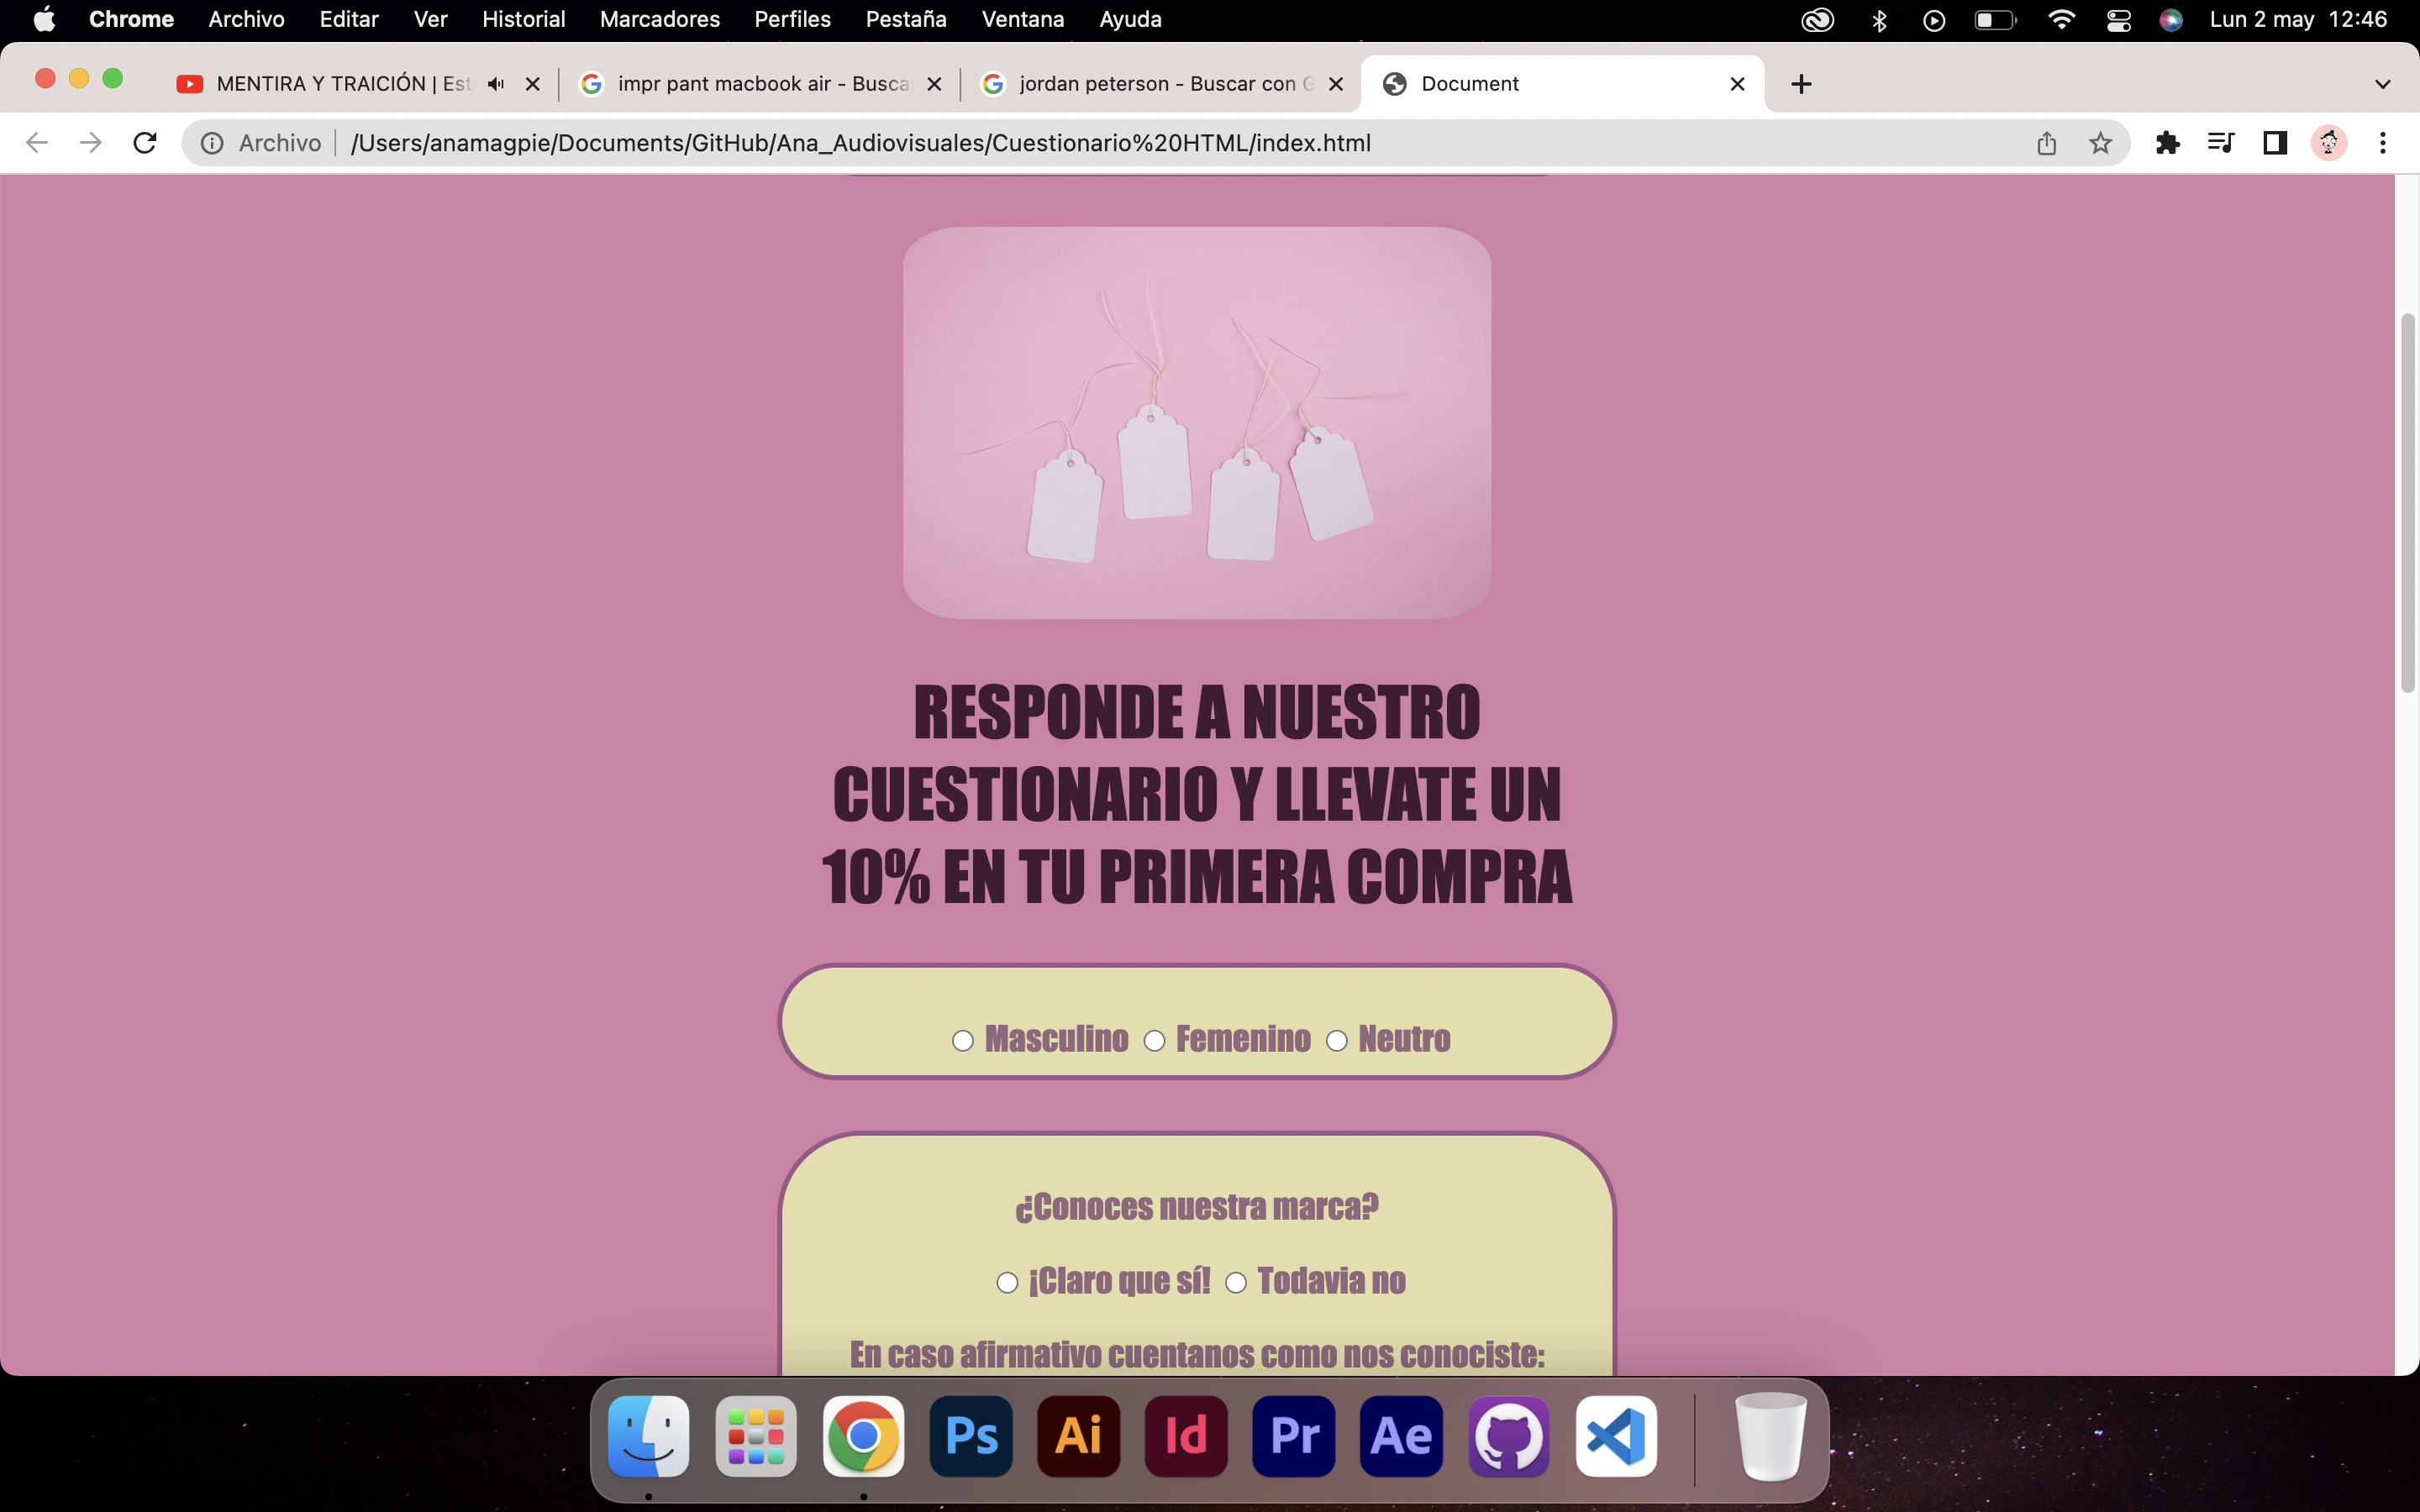 Chrome Archivo Editar Ver Historial Marcadores Perfiles Pestaña Ventana Ayuda Lun 2 may 12:46
MENTIRA Y TRAICIÓN | Est impr pant macbook air - Busca jordan peterson - Buscar con G Document
Archivo /Users/anamagpie/Documents/GitHub/Ana_Audiovisuales/Cuestionario%20HTML/index.html
RESPONDE A NUESTRO
CUESTIONARIO Y LLEVATE UN
10% EN TU PRIMERA COMPRA
Masculino Femenino Neutro
¿Conoces nuestra marca?
¡Claro que sí! Todavia no
En caso afirmativo cuentanos como nos conociste:
Ps Ai Id Pr Ae